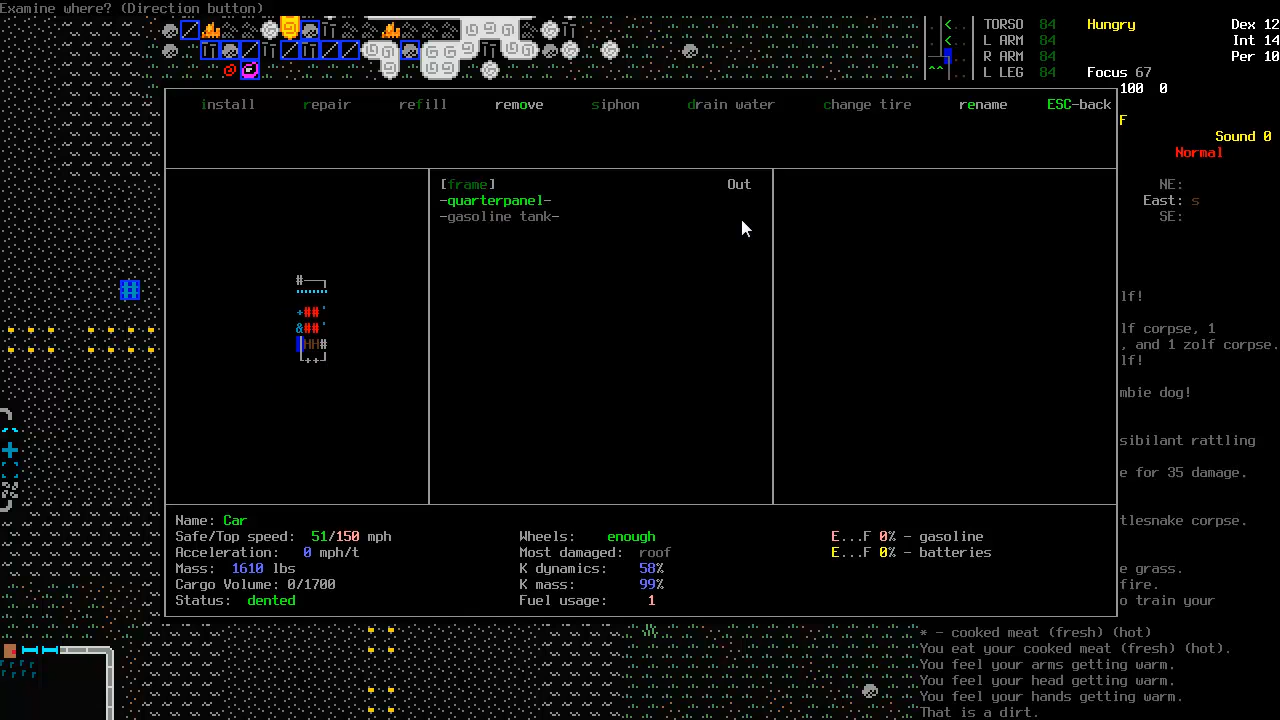 Examine where? (Direction button)
TORSO 84 Hungry Dex 12
L ARM 84 Int 14
R ARM 84 Per 10
L LEG 84 Focus 67
100 0
install repair refill remove siphon drain water change tire rename ESC-back
F
Sound 0
Normal
[frame] Out
-quarterpanel-
-gasoline tank-
NE:
East: s
SE:
lf!
lf corpse, 1
, and 1 zolf corpse.
lf!
mbie dog!
sibilant rattling
e for 35 damage.
tlesnake corpse.
Name: Car
Safe/Top speed: 51/150 mph Wheels: enough E...F 0% - gasoline
Acceleration: 0 mph/t Most damaged: roof E...F 0% - batteries
Mass: 1610 lbs K dynamics: 58%
Cargo Volume: 0/1700 K mass: 99%
Status: dented Fuel usage: 1
e grass.
fire.
o train your
* - cooked meat (fresh) (hot)
You eat your cooked meat (fresh) (hot).
You feel your arms getting warm.
You feel your head getting warm.
You feel your hands getting warm.
That is a dirt.